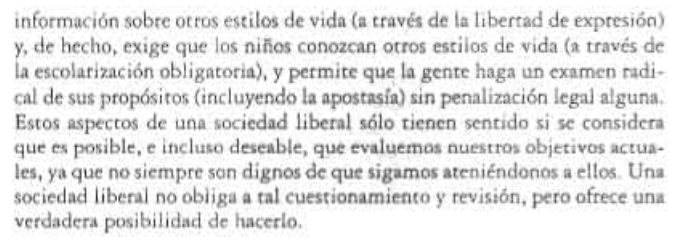 información sobre otros estilos de vida (a través de la libertad de expresión)
y, de hecho, exige que los niños conozcan otros estilos de vida (a través de
la escolarización obligatoria), y permite que la gente haga un examen radi-
cal de sus propósitos (incluyendo la apostasía) sin penalización legal alguna.
Estos aspectos de una sociedad liberal sólo tienen sentido si se considera
que es posible, e incluso deseable, que evaluemos nuestros objetivos actua-
les, ya que no siempre son dignos de que sigamos ateniéndonos a ellos. Una
sociedad liberal no obliga a tal cuestionamiento y revisión, pero ofrece una
verdadera posibilidad de hacerlo.